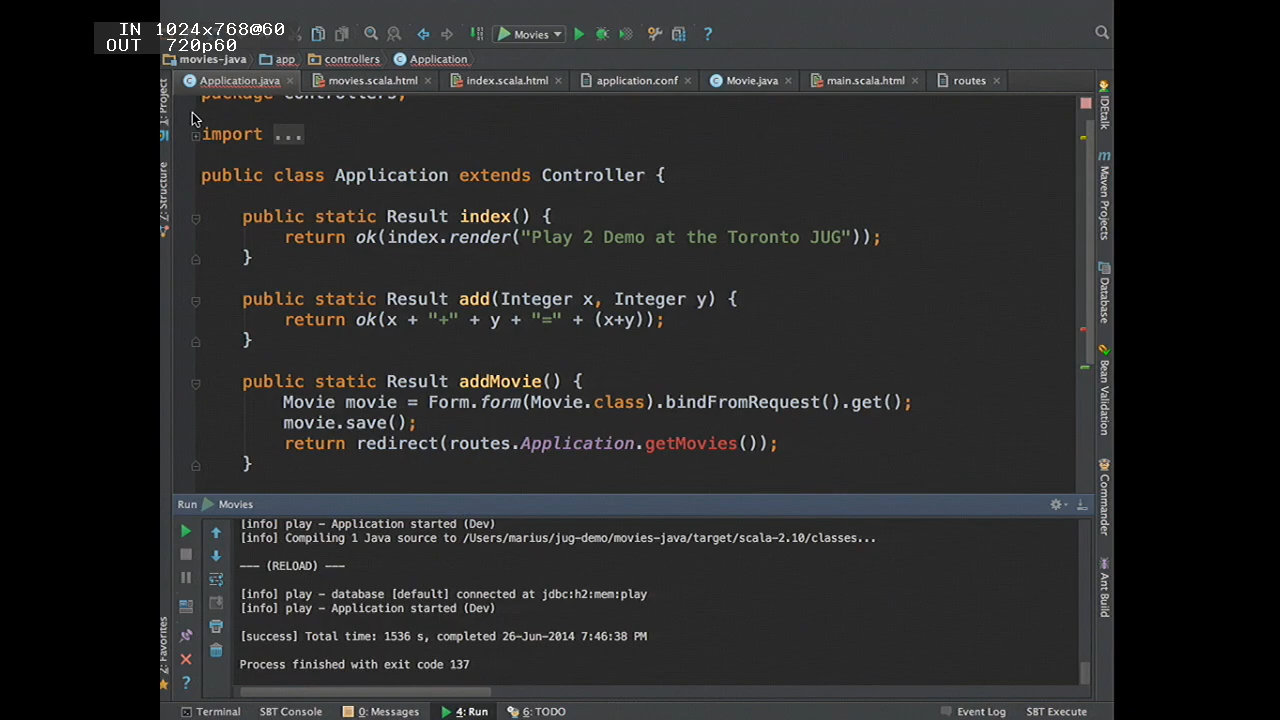 IN 1024x768@60
OUT 720p60
Movies
movies-java app controllers Application
Application.java movies.scala.html index.scala.html application.conf Movie.java main.scala.html routes
package controllers;
import ...
public class Application extends Controller {
public static Result index() {
return ok(index.render("Play 2 Demo at the Toronto JUG"));
}
public static Result add(Integer x, Integer y) {
return ok(x + "+" + y + "=" + (x+y));
}
public static Result addMovie() {
Movie movie = Form.form(Movie.class).bindFromRequest().get();
movie.save();
return redirect(routes.Application.getMovies());
}
1: Project
Z: Structure
2: Favorites
IDEtalk
Maven Projects
Database
Bean Validation
Commander
Ant Build
Run Movies
[info] play - Application started (Dev)
[info] Compiling 1 Java source to /Users/marius/jug-demo/movies-java/target/scala-2.10/classes...
--- (RELOAD) ---
[info] play - database [default] connected at jdbc:h2:mem:play
[info] play - Application started (Dev)
[success] Total time: 1536 s, completed 26-Jun-2014 7:46:38 PM
Process finished with exit code 137
Terminal SBT Console 0: Messages 4: Run 6: TODO Event Log SBT Execute